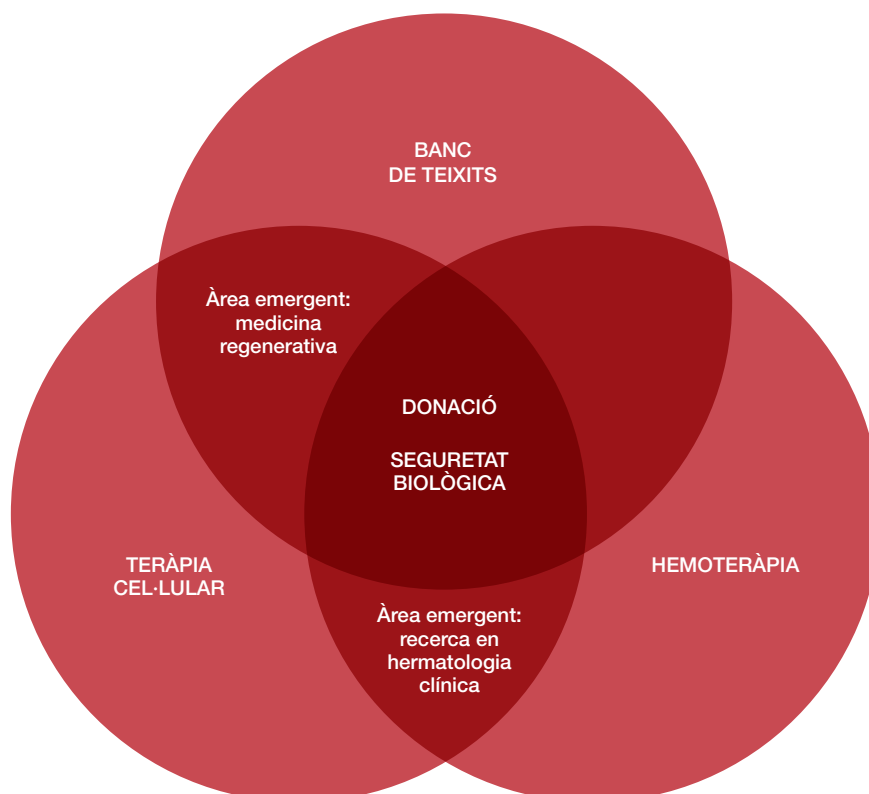 BANC
DE TEIXITS
Àrea emergent:
medicina
regenerativa
DONACIÓ
SEGURETAT
BIOLÒGICA
TERÀPIA
CEL·LULAR
HEMOTERÀPIA
Àrea emergent:
recerca en
hermatologia
clínica